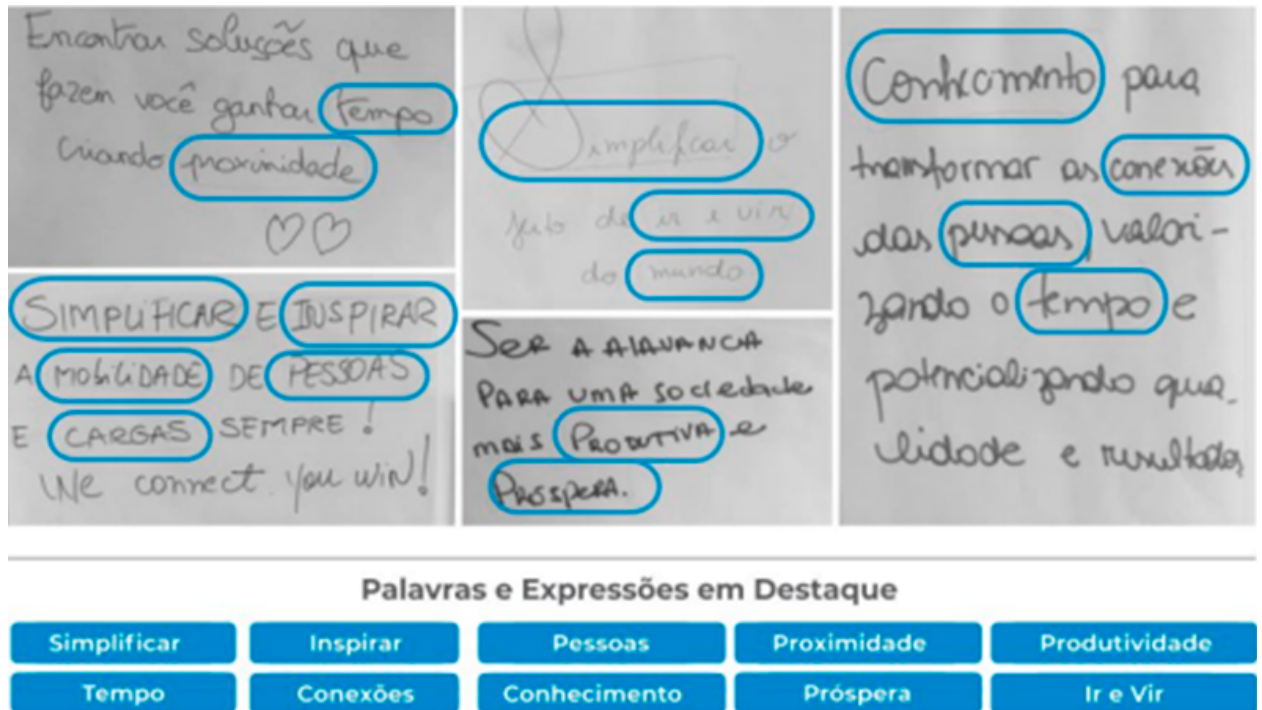 Encontrar soluções que
fazem você ganhar tempo
criando proximidade
SIMPLIFICAR E INSPIRAR
A MOBILIDADE DE PESSOAS
E CARGAS SEMPRE!
We connect. you win!
Simplificar o
jeito de ir e vir
do mundo
SER A ALAVANCA
PARA UMA sociedade
mais PRODUTIVA e
PRÓSPERA.
Conhecimento para
transformar as conexões
das pessoas, valori-
zando o tempo e
potencializando qua-
lidade e resultados
Palavras e Expressões em Destaque
Simplificar
Inspirar
Pessoas
Proximidade
Produtividade
Tempo
Conexões
Conhecimento
Próspera
Ir e Vir